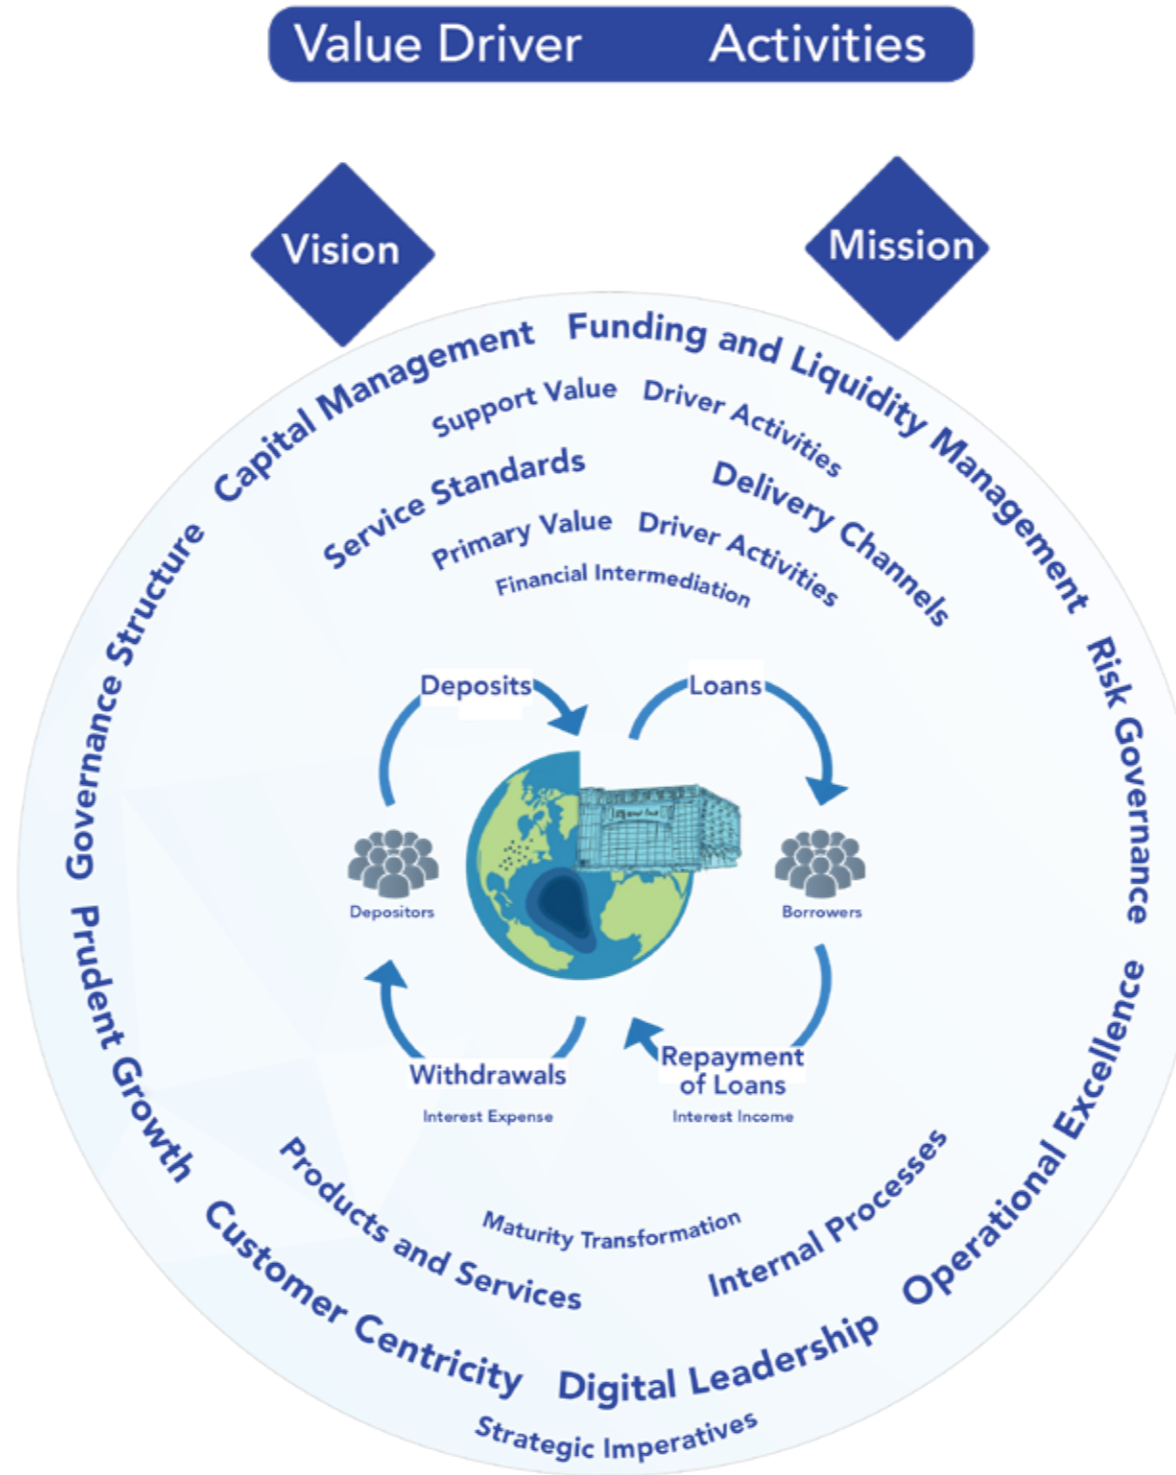 Value Driver Activities
Vision
Mission
Capital Management
Funding and Liquidity Management
Support Value Driver Activities
Service Standards
Delivery Channels
Primary Value Driver Activities
Financial Intermediation
Governance Structure
Risk Governance
Deposits
Loans
Depositors
Borrowers
Withdrawals
Interest Expense
Repayment
of Loans
Interest Income
Prudent Growth
Operational Excellence
Products and Services
Maturity Transformation
Internal Processes
Customer Centricity
Digital Leadership
Strategic Imperatives